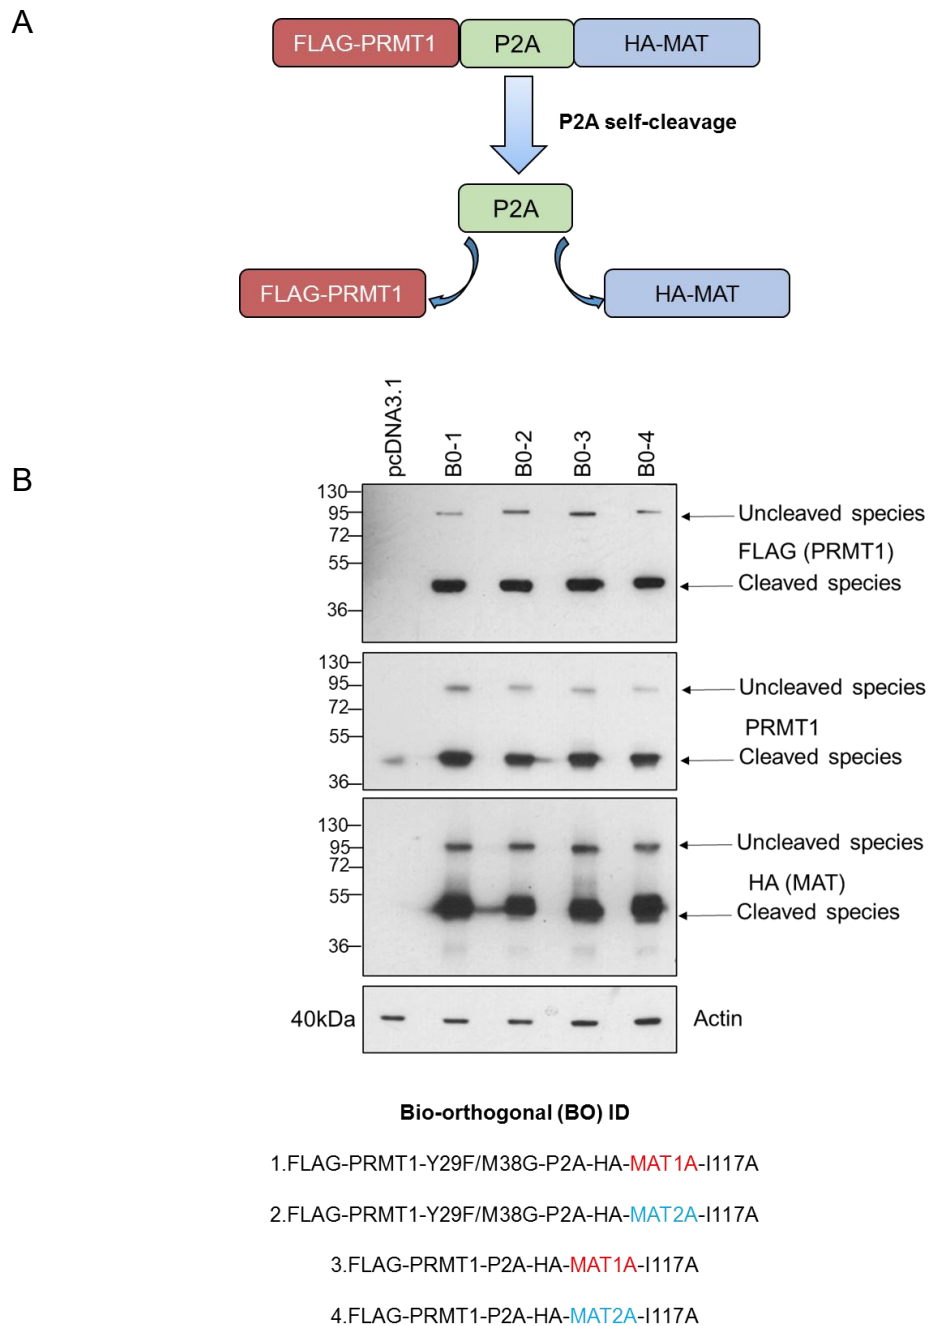 A
FLAG-PRMT1 P2A HA-MAT
P2A self-cleavage
P2A
FLAG-PRMT1 HA-MAT
B
pcDNA3.1 B0-1 B0-2 B0-3 B0-4
130
95
72
55
36
Uncleaved species
FLAG (PRMT1)
Cleaved species
130
95
72
55
36
Uncleaved species
PRMT1
Cleaved species
130
95
72
55
36
Uncleaved species
HA (MAT)
Cleaved species
40kDa Actin
Bio-orthogonal (BO) ID
1.FLAG-PRMT1-Y29F/M38G-P2A-HA-MAT1A-I117A
2.FLAG-PRMT1-Y29F/M38G-P2A-HA-MAT2A-I117A
3.FLAG-PRMT1-P2A-HA-MAT1A-I117A
4.FLAG-PRMT1-P2A-HA-MAT2A-I117A